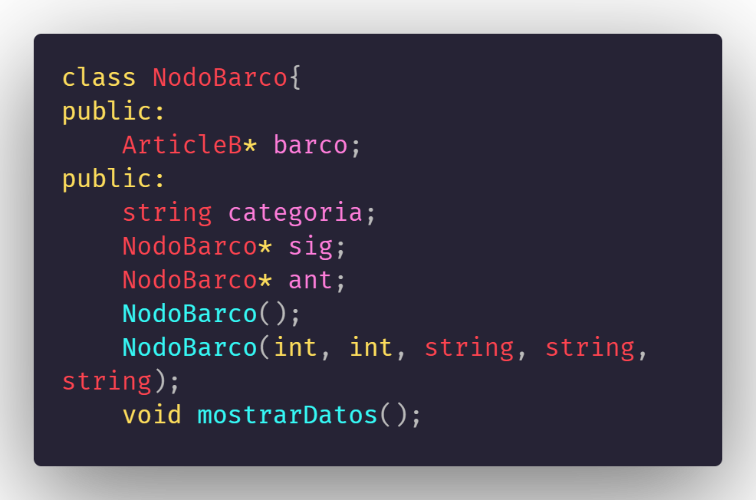 class NodoBarco{
public:
    ArticleB* barco;
public:
    string categoria;
    NodoBarco* sig;
    NodoBarco* ant;
    NodoBarco();
    NodoBarco(int, int, string, string,
string);
    void mostrarDatos();